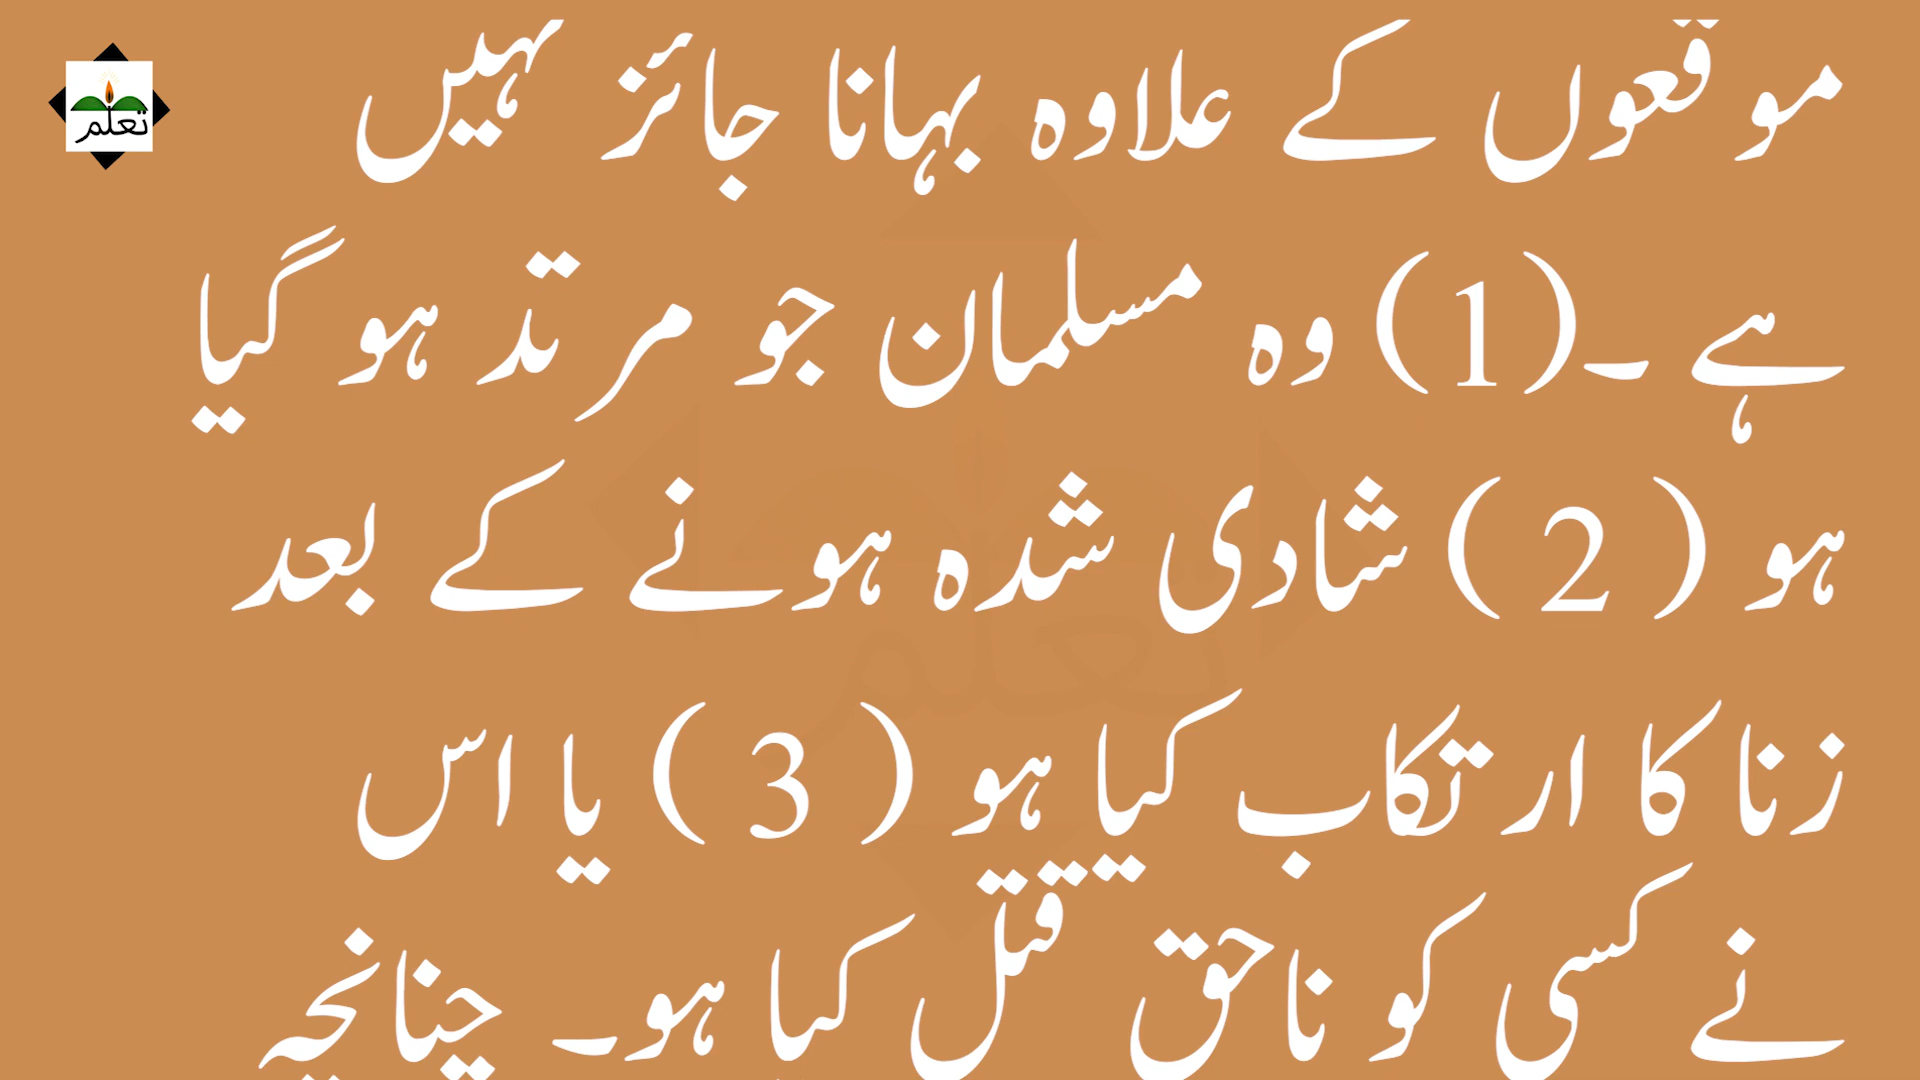 تعلم
موقعوں کے علاوہ بہانا جائز نہیں
ہے ۔(1) وہ مسلمان جو مرتد ہو گیا
ہو ( 2 ) شادی شدہ ہونے کے بعد
زنا کا ارتکاب کیا ہو ( 3 ) یا اس
نے کسی کو ناحق قتل کیا ہو۔ چنانچہ